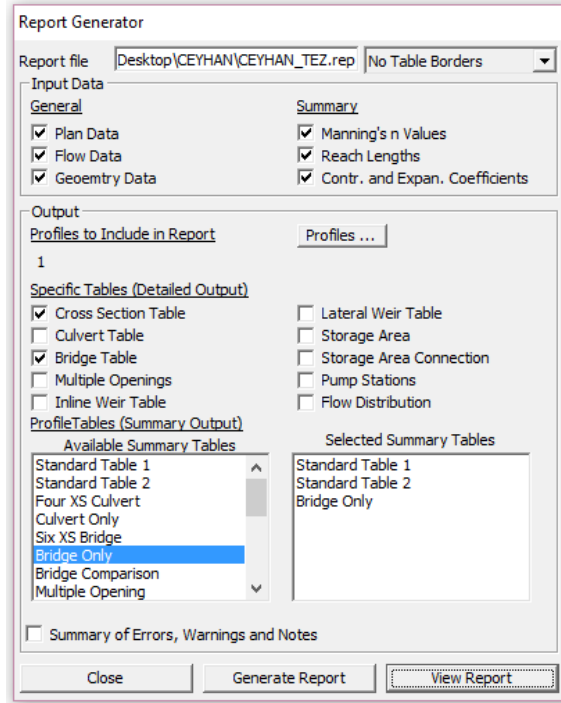 Report Generator
Report file Desktop\CEYHAN\CEYHAN_TEZ.rep No Table Borders
Input Data
General Summary
Plan Data Manning's n Values
Flow Data Reach Lengths
Geoemtry Data Contr. and Expan. Coefficients
Output
Profiles to Include in Report Profiles ...
1
Specific Tables (Detailed Output)
Cross Section Table Lateral Weir Table
Culvert Table Storage Area
Bridge Table Storage Area Connection
Multiple Openings Pump Stations
Inline Weir Table Flow Distribution
ProfileTables (Summary Output)
Available Summary Tables Selected Summary Tables
Standard Table 1 Standard Table 1
Standard Table 2 Standard Table 2
Four XS Culvert Bridge Only
Culvert Only
Six XS Bridge
Bridge Only
Bridge Comparison
Multiple Opening
Summary of Errors, Warnings and Notes
Close Generate Report View Report